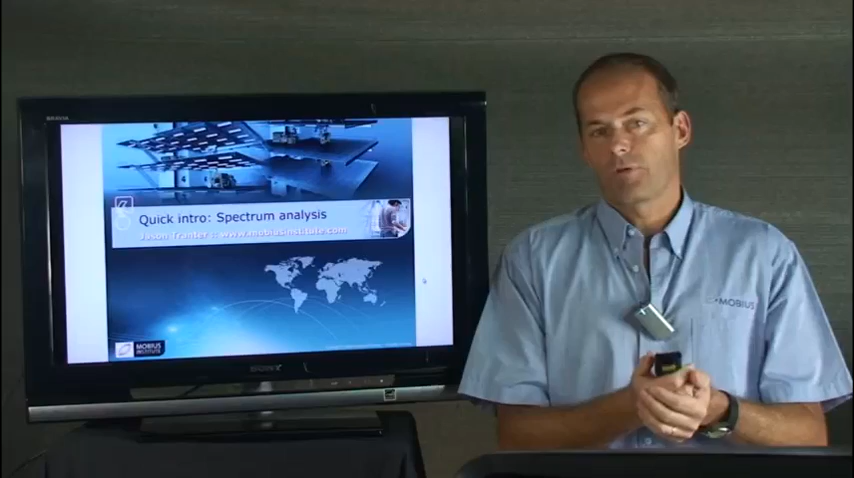 BRAVIA
Quick intro: Spectrum analysis
Jason Tranter :: www.mobiusinstitute.com
MOBIUS
INSTITUTE
SONY
MOBIUS